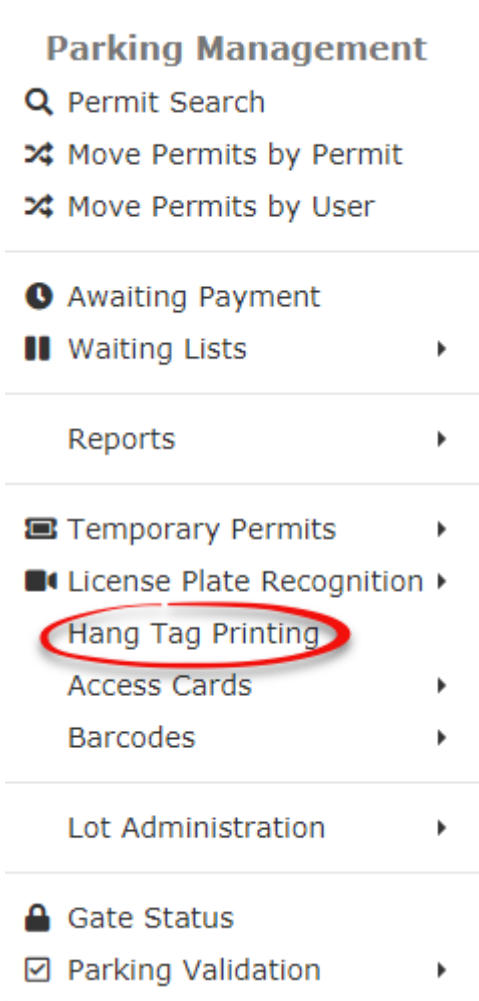 Parking Management
Permit Search
Move Permits by Permit
Move Permits by User
Awaiting Payment
Waiting Lists
Reports
Temporary Permits
License Plate Recognition
Hang Tag Printing
Access Cards
Barcodes
Lot Administration
Gate Status
Parking Validation